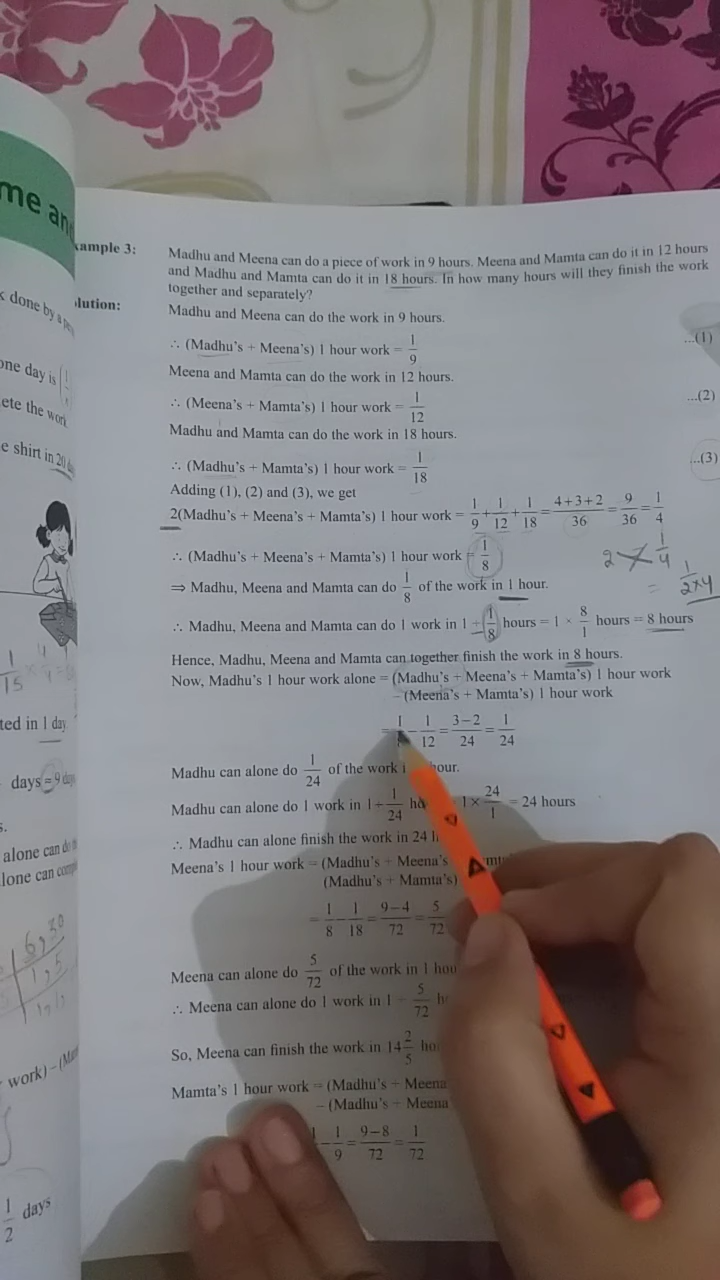 me an
k done by a
one day is
ete the work
e shirt in 20
1/15 × 4/
ted in 1 day.
days = 9 days
s.
alone can do
lone can
work) –
1/2 days
xample 3: Madhu and Meena can do a piece of work in 9 hours. Meena and Mamta can do it in 12 hours
and Madhu and Mamta can do it in 18 hours. In how many hours will they finish the work
together and separately?
lution: Madhu and Meena can do the work in 9 hours.
∴ (Madhu's + Meena's) 1 hour work = 1/9 ...(1)
Meena and Mamta can do the work in 12 hours.
∴ (Meena's + Mamta's) 1 hour work = 1/12 ...(2)
Madhu and Mamta can do the work in 18 hours.
∴ (Madhu's + Mamta's) 1 hour work = 1/18 ...(3)
Adding (1), (2) and (3), we get
2(Madhu's + Meena's + Mamta's) 1 hour work = 1/9 + 1/12 + 1/18 = 4+3+2/36 = 9/36 = 1/4
∴ (Madhu's + Meena's + Mamta's) 1 hour work = 1/8
2 × 1/4
⇒ Madhu, Meena and Mamta can do 1/8 of the work in 1 hour.
= 1/2×4
∴ Madhu, Meena and Mamta can do 1 work in 1 ÷ (1/8) hours = 1 × 8/1 hours = 8 hours
Hence, Madhu, Meena and Mamta can together finish the work in 8 hours.
Now, Madhu's 1 hour work alone = (Madhu's + Meena's + Mamta's) 1 hour work
– (Meena's + Mamta's) 1 hour work
= 1/ – 1/12 = 3–2/24 = 1/24
Madhu can alone do 1/24 of the work hour.
Madhu can alone do 1 work in 1 ÷ 1/24 1 × 24/1 = 24 hours
∴ Madhu can alone finish the work in 24
Meena's 1 hour work = (Madhu's + Meena's
(Madhu's + Mamta's)
= 1/8 – 1/18 = 9–4/72 = 5/72
Meena can alone do 5/72 of the work in 1
∴ Meena can alone do 1 work in 1 ÷ 5/72
So, Meena can finish the work in 14 2/5
Mamta's 1 hour work = (Madhu's + Meena
– (Madhu's + Meena
– 1/9 = 9–8/72 = 1/72